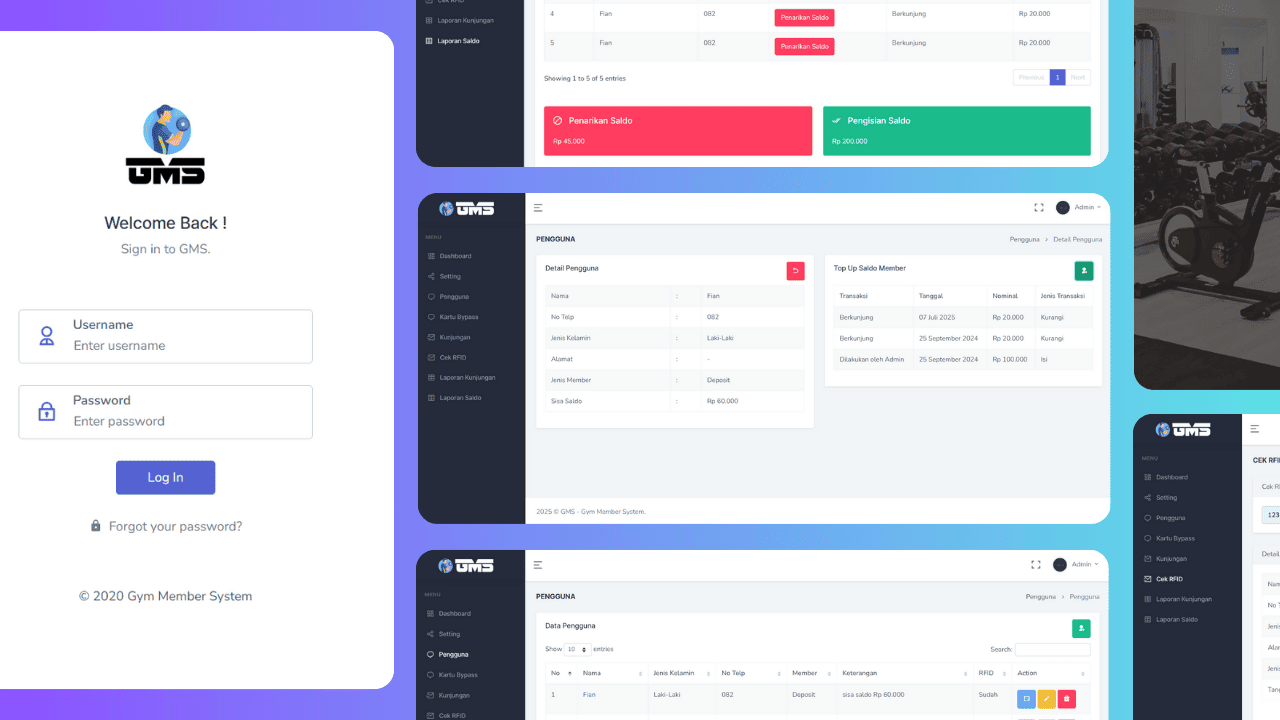 GMS
Welcome Back !
Sign in to GMS.
Username
Enter username
Password
Enter password
Log In
Forgot your password?
© 2020 Gym Member System
Laporan Kunjungan
Laporan Saldo
4 Fian 082 Penarikan Saldo Berkunjung Rp 20.000
5 Fian 082 Penarikan Saldo Berkunjung Rp 20.000
Showing 1 to 5 of 5 entries
Previous 1 Next
Penarikan Saldo
Rp 45.000
Pengisian Saldo
Rp 200.000
GMS
Admin
MENU
Dashboard
Setting
Pengguna
Kartu Bypass
Kunjungan
Cek RFID
Laporan Kunjungan
Laporan Saldo
PENGGUNA
Pengguna > Detail Pengguna
Detail Pengguna
Nama : Fian
No Telp : 082
Jenis Kelamin : Laki-Laki
Alamat : -
Jenis Member : Deposit
Sisa Saldo : Rp 60.000
Top Up Saldo Member
Transaksi Tanggal Nominal Jenis Transaksi
Berkunjung 07 Juli 2025 Rp 20.000 Kurangi
Berkunjung 25 September 2024 Rp 20.000 Kurangi
Dilakukan oleh Admin 25 September 2024 Rp 100.000 Isi
2025 © GMS - Gym Member System.
GMS
Admin
MENU
Dashboard
Setting
Pengguna
Kartu Bypass
Kunjungan
Cek RFID
PENGGUNA
Pengguna > Pengguna
Data Pengguna
Show 10 entries
Search:
No Nama Jenis Kelamin No Telp Member Keterangan RFID Action
1 Fian Laki-Laki 082 Deposit sisa saldo Rp 60.000 Sudah
GMS
MENU
Dashboard
Setting
Pengguna
Kartu Bypass
Kunjungan
Cek RFID
Laporan Kunjungan
Laporan Saldo
CEK RFI
Cek R
123
Detail
Nam
No T
Jenis
Alar
Jenis
Tang